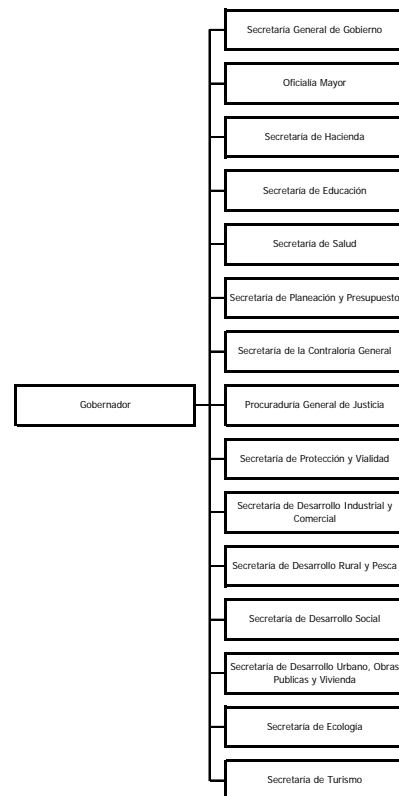 Secretaría General de Gobierno
Oficialía Mayor
Secretaría de Hacienda
Secretaría de Educación
Secretaría de Salud
Secretaría de Planeación y Presupuesto
Secretaría de la Contraloría General
Gobernador
Procuraduría General de Justicia
Secretaría de Protección y Vialidad
Secretaría de Desarrollo Industrial y
Comercial
Secretaría de Desarrollo Rural y Pesca
Secretaría de Desarrollo Social
Secretaría de Desarrollo Urbano, Obras
Publicas y Vivienda
Secretaría de Ecología
Secretaría de Turismo